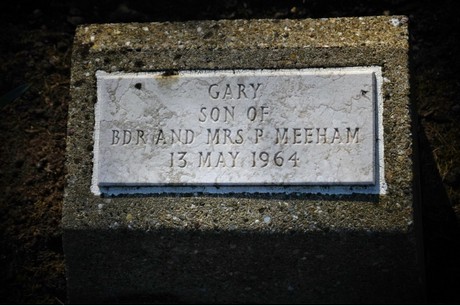 GARY
SON OF
BDR AND MRS P MEEHAM
13 MAY 1964